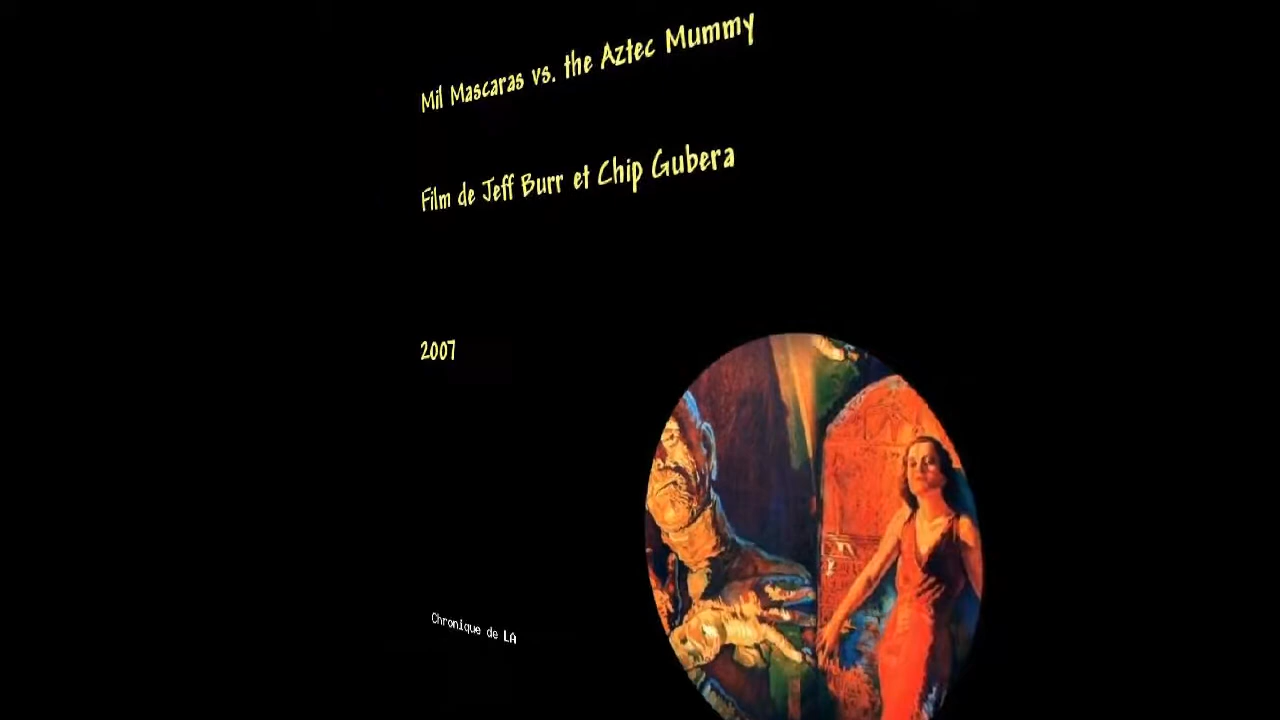 Mil Mascaras vs. the Aztec Mummy
Film de Jeff Burr et Chip Gubera
2007
Chronique de LA